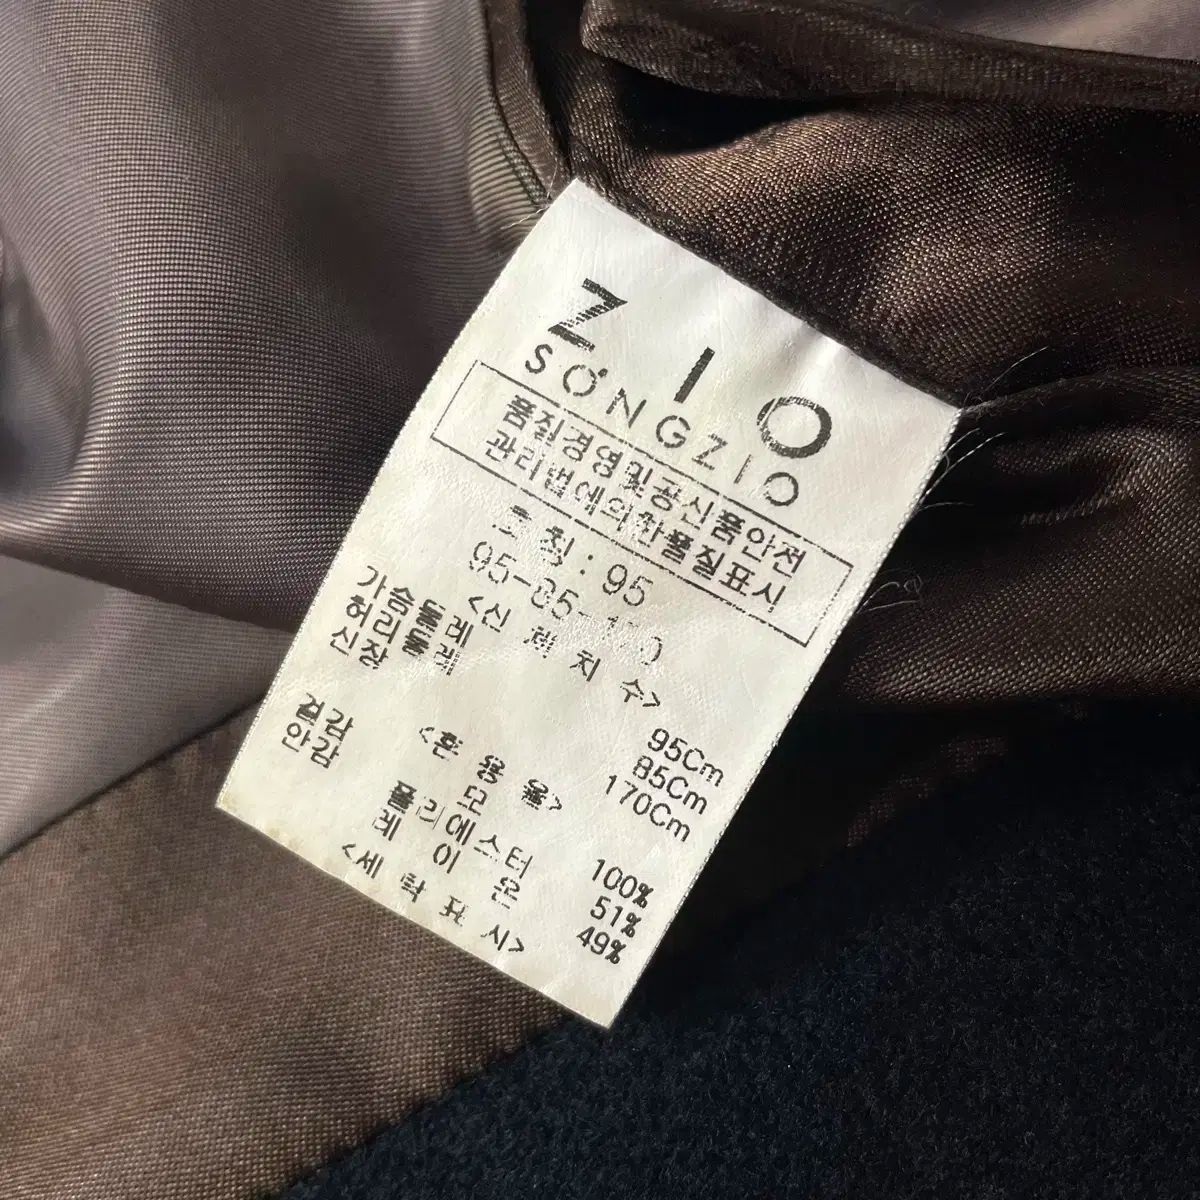 ZIO
SONGZIO
품질경영및공산품안전
관리법에의한품질표시
호칭: 95
95-85-170
<신체치수>
가슴둘레 95Cm
허리둘레 85Cm
신장 170Cm
<혼용율>
겉감 모 100%
안감 폴리에스터 51%
레이온 49%
<세탁표시>